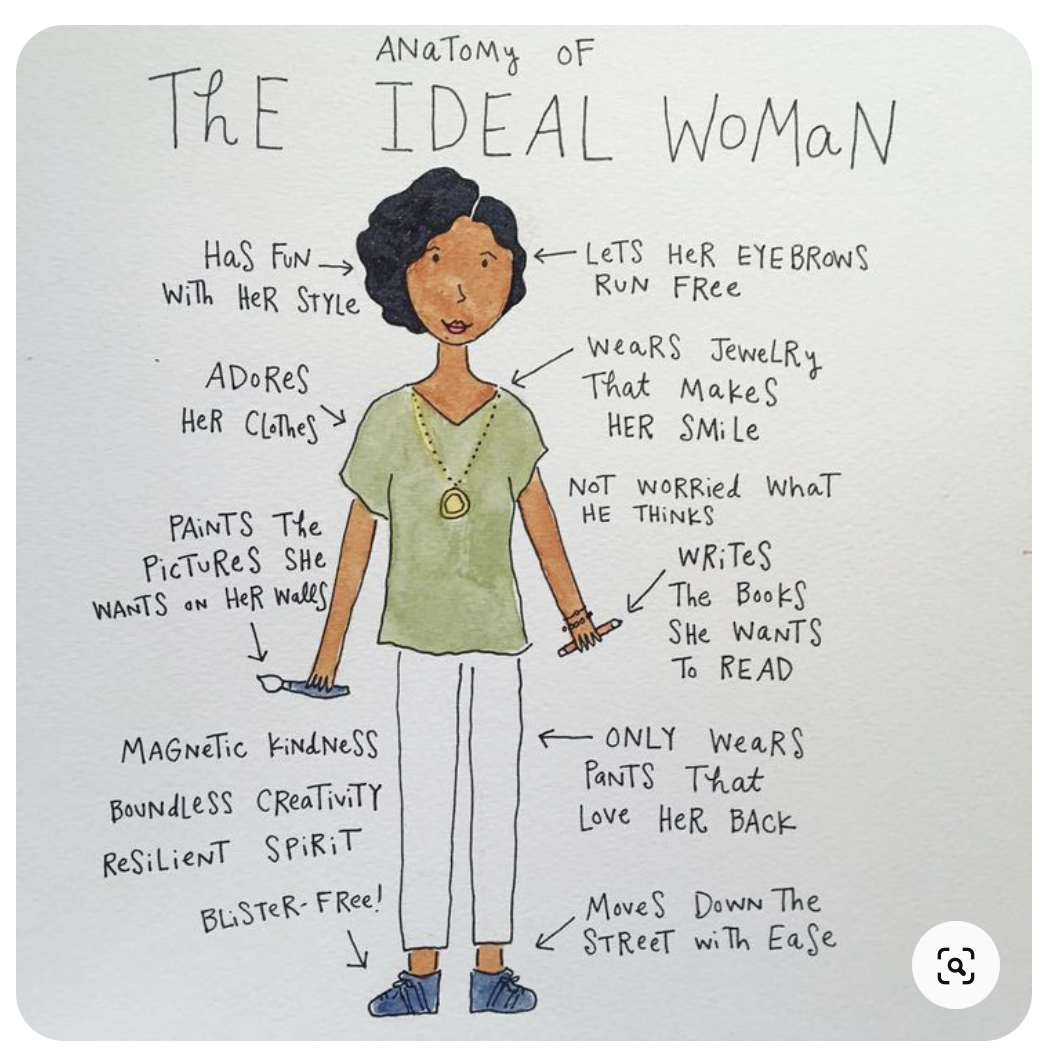 ANaToMy OF
ThE IDEAL WoMaN
HaS FuN
WiTh HeR STyLe
LeTS HeR EYEBROWS
RuN FRee
ADoReS
HeR CLoTheS
WeaRS JeWeLRy
ThaT MaKeS
HER SMiLe
NoT WORRied WhaT
HE THiNKS
PAiNTS The
PicTuReS SHe
WANTS oN HeR Walls
WRiTeS
The BooKS
SHe WaNTS
To READ
MAGNeTic KiNdNeSS
BouNdLeSS CReaTiviTY
ReSiLieNT SPiRiT
ONLY WeaRS
PaNTS ThaT
Love HeR BACK
BLiSTeR-FRee!
MoveS DowN The
STReeT wiTh EaSe